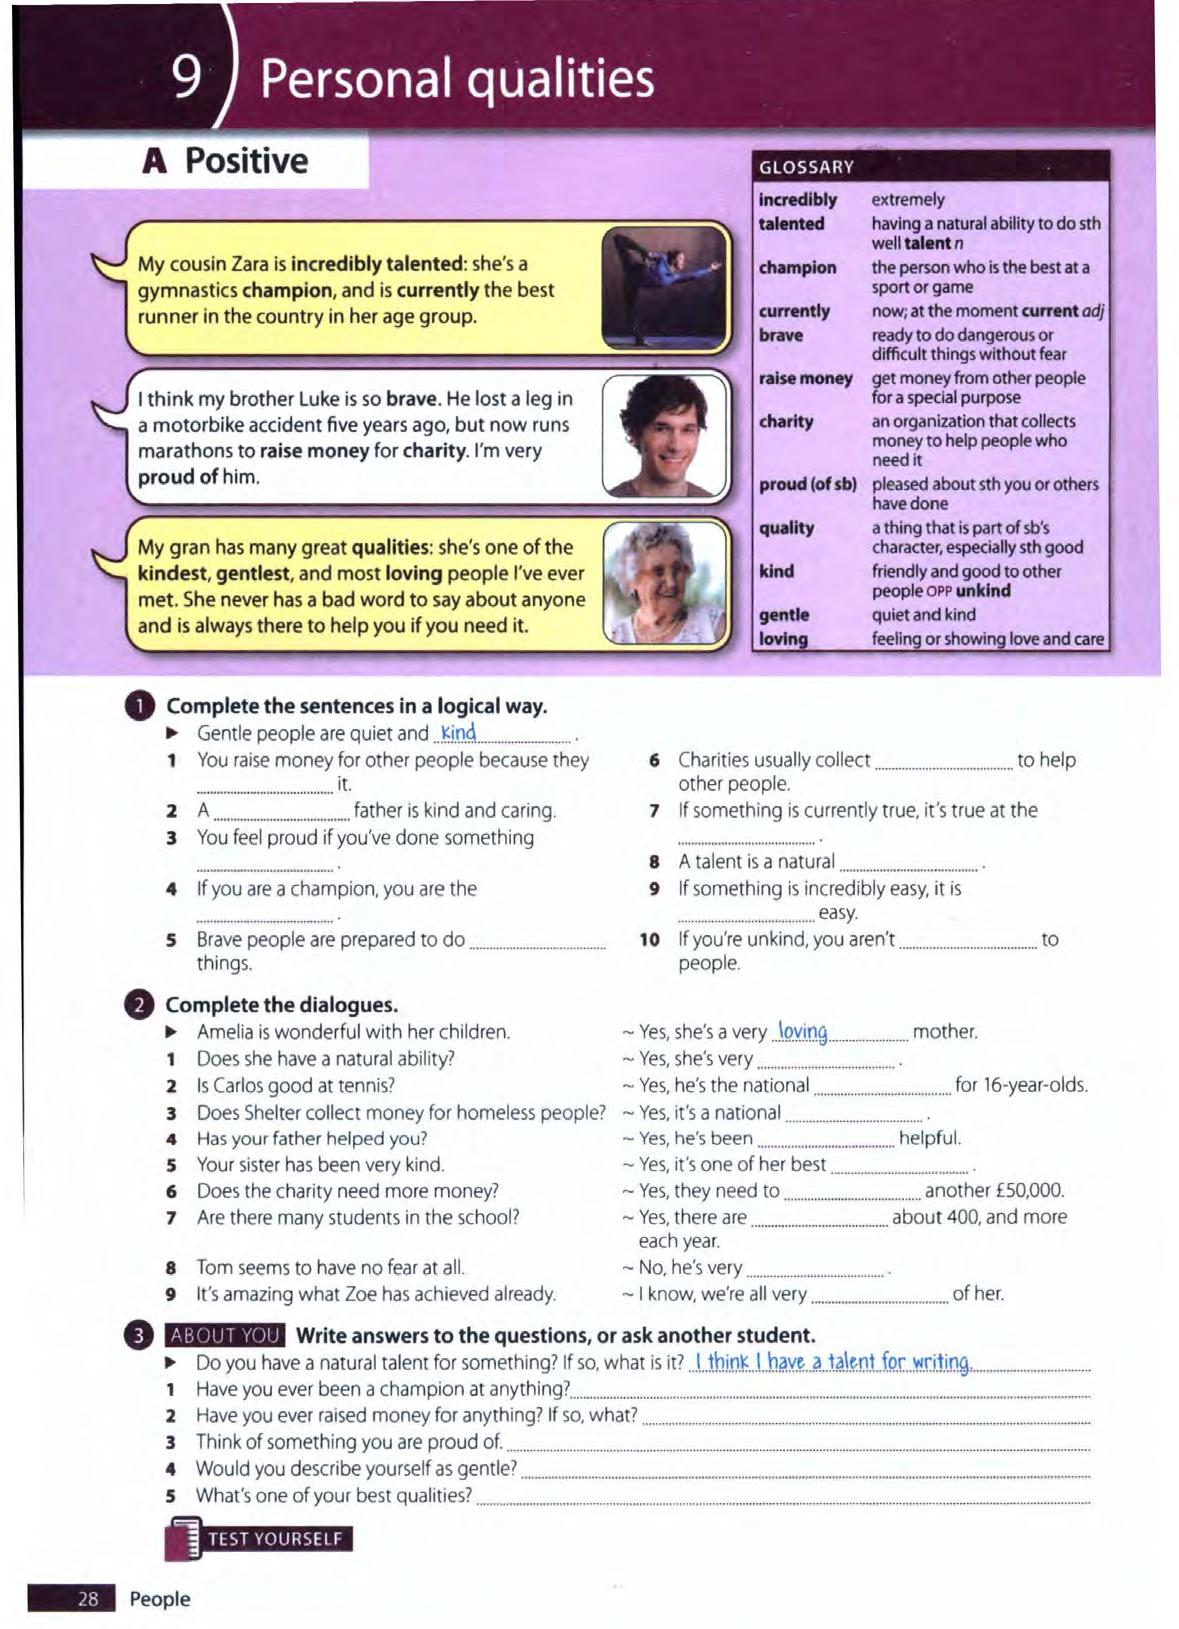 9 Personal qualities
A Positive
My cousin Zara is incredibly talented: she's a
gymnastics champion, and is currently the best
runner in the country in her age group.
I think my brother Luke is so brave. He lost a leg in
a motorbike accident five years ago, but now runs
marathons to raise money for charity. I'm very
proud of him.
My gran has many great qualities: she's one of the
kindest, gentlest, and most loving people I've ever
met. She never has a bad word to say about anyone
and is always there to help you if you need it.
GLOSSARY
incredibly extremely
talented having a natural ability to do sth
well talent n
champion the person who is the best at a
sport or game
currently now; at the moment current adj
brave ready to do dangerous or
difficult things without fear
raise money get money from other people
for a special purpose
charity an organization that collects
money to help people who
need it
proud (of sb) pleased about sth you or others
have done
quality a thing that is part of sb's
character, especially sth good
kind friendly and good to other
people OPP unkind
gentle quiet and kind
loving feeling or showing love and care
1 Complete the sentences in a logical way.
▶ Gentle people are quiet and kind.
1 You raise money for other people because they
it.
2 A father is kind and caring.
3 You feel proud if you've done something
.
4 If you are a champion, you are the
.
5 Brave people are prepared to do
things.
6 Charities usually collect to help
other people.
7 If something is currently true, it's true at the
.
8 A talent is a natural .
9 If something is incredibly easy, it is
easy.
10 If you're unkind, you aren't to
people.
2 Complete the dialogues.
▶ Amelia is wonderful with her children. ~ Yes, she's a very loving mother.
1 Does she have a natural ability? ~ Yes, she's very .
2 Is Carlos good at tennis? ~ Yes, he's the national for 16-year-olds.
3 Does Shelter collect money for homeless people? ~ Yes, it's a national .
4 Has your father helped you? ~ Yes, he's been helpful.
5 Your sister has been very kind. ~ Yes, it's one of her best .
6 Does the charity need more money? ~ Yes, they need to another £50,000.
7 Are there many students in the school? ~ Yes, there are about 400, and more
each year.
8 Tom seems to have no fear at all. ~ No, he's very .
9 It's amazing what Zoe has achieved already. ~ I know, we're all very of her.
3 ABOUT YOU Write answers to the questions, or ask another student.
▶ Do you have a natural talent for something? If so, what is it? I think I have a talent for writing.
1 Have you ever been a champion at anything?
2 Have you ever raised money for anything? If so, what?
3 Think of something you are proud of.
4 Would you describe yourself as gentle?
5 What's one of your best qualities?
TEST YOURSELF
28 People